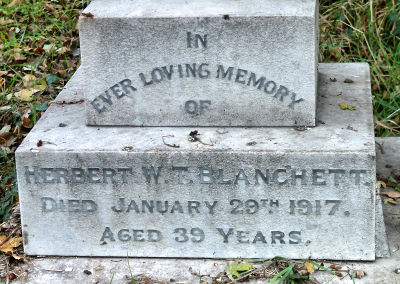 IN
EVER LOVING MEMORY
OF
HERBERT W. T. BLANCHETT.
DIED JANUARY 29TH 1917.
AGED 39 YEARS.